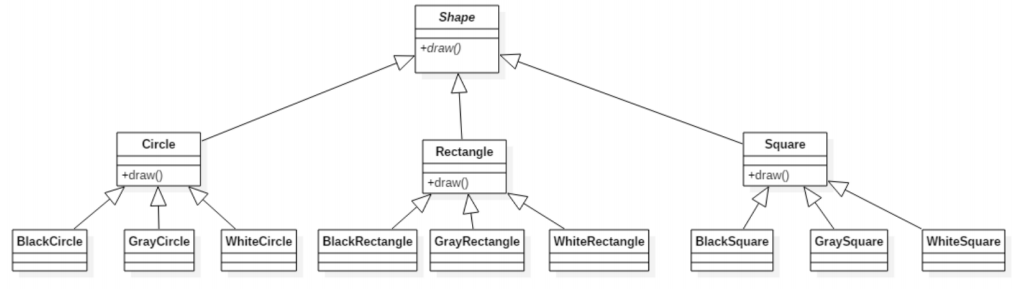 Shape
+draw()
Circle
+draw()
Rectangle
+draw()
Square
+draw()
BlackCircle
GrayCircle
WhiteCircle
BlackRectangle
GrayRectangle
WhiteRectangle
BlackSquare
GraySquare
WhiteSquare